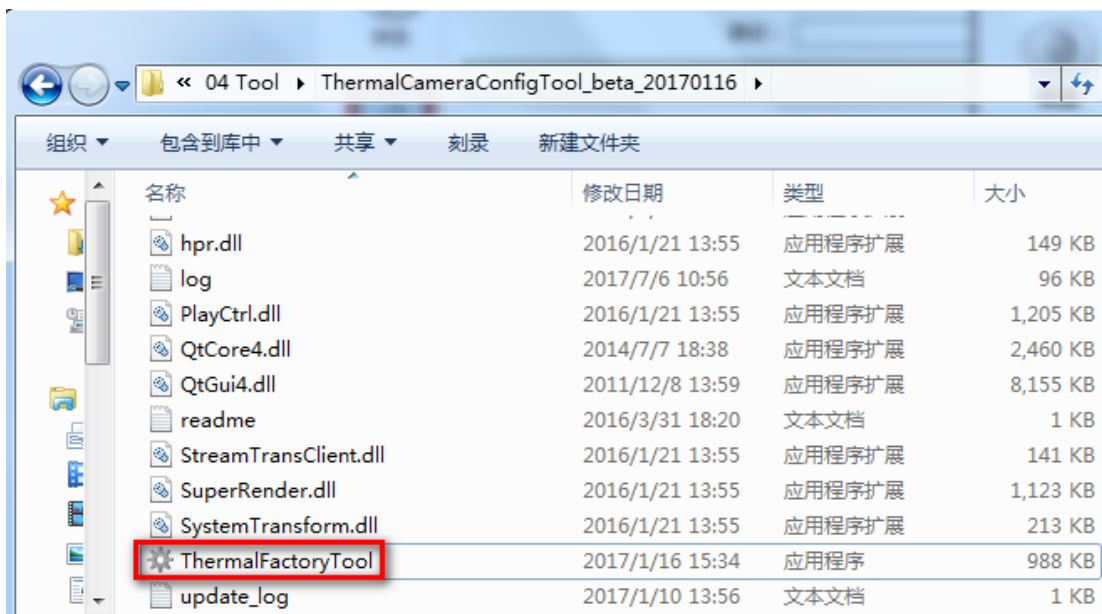 « 04 Tool ▸ ThermalCameraConfigTool_beta_20170116 ▸
组织 包含到库中 共享 刻录 新建文件夹
名称 修改日期 类型 大小
hpr.dll 2016/1/21 13:55 应用程序扩展 149 KB
log 2017/7/6 10:56 文本文档 96 KB
PlayCtrl.dll 2016/1/21 13:55 应用程序扩展 1,205 KB
QtCore4.dll 2014/7/7 18:38 应用程序扩展 2,460 KB
QtGui4.dll 2011/12/8 13:59 应用程序扩展 8,155 KB
readme 2016/3/31 18:20 文本文档 1 KB
StreamTransClient.dll 2016/1/21 13:55 应用程序扩展 141 KB
SuperRender.dll 2016/1/21 13:55 应用程序扩展 1,123 KB
SystemTransform.dll 2016/1/21 13:55 应用程序扩展 213 KB
ThermalFactoryTool 2017/1/16 15:34 应用程序 988 KB
update_log 2017/1/10 13:56 文本文档 1 KB